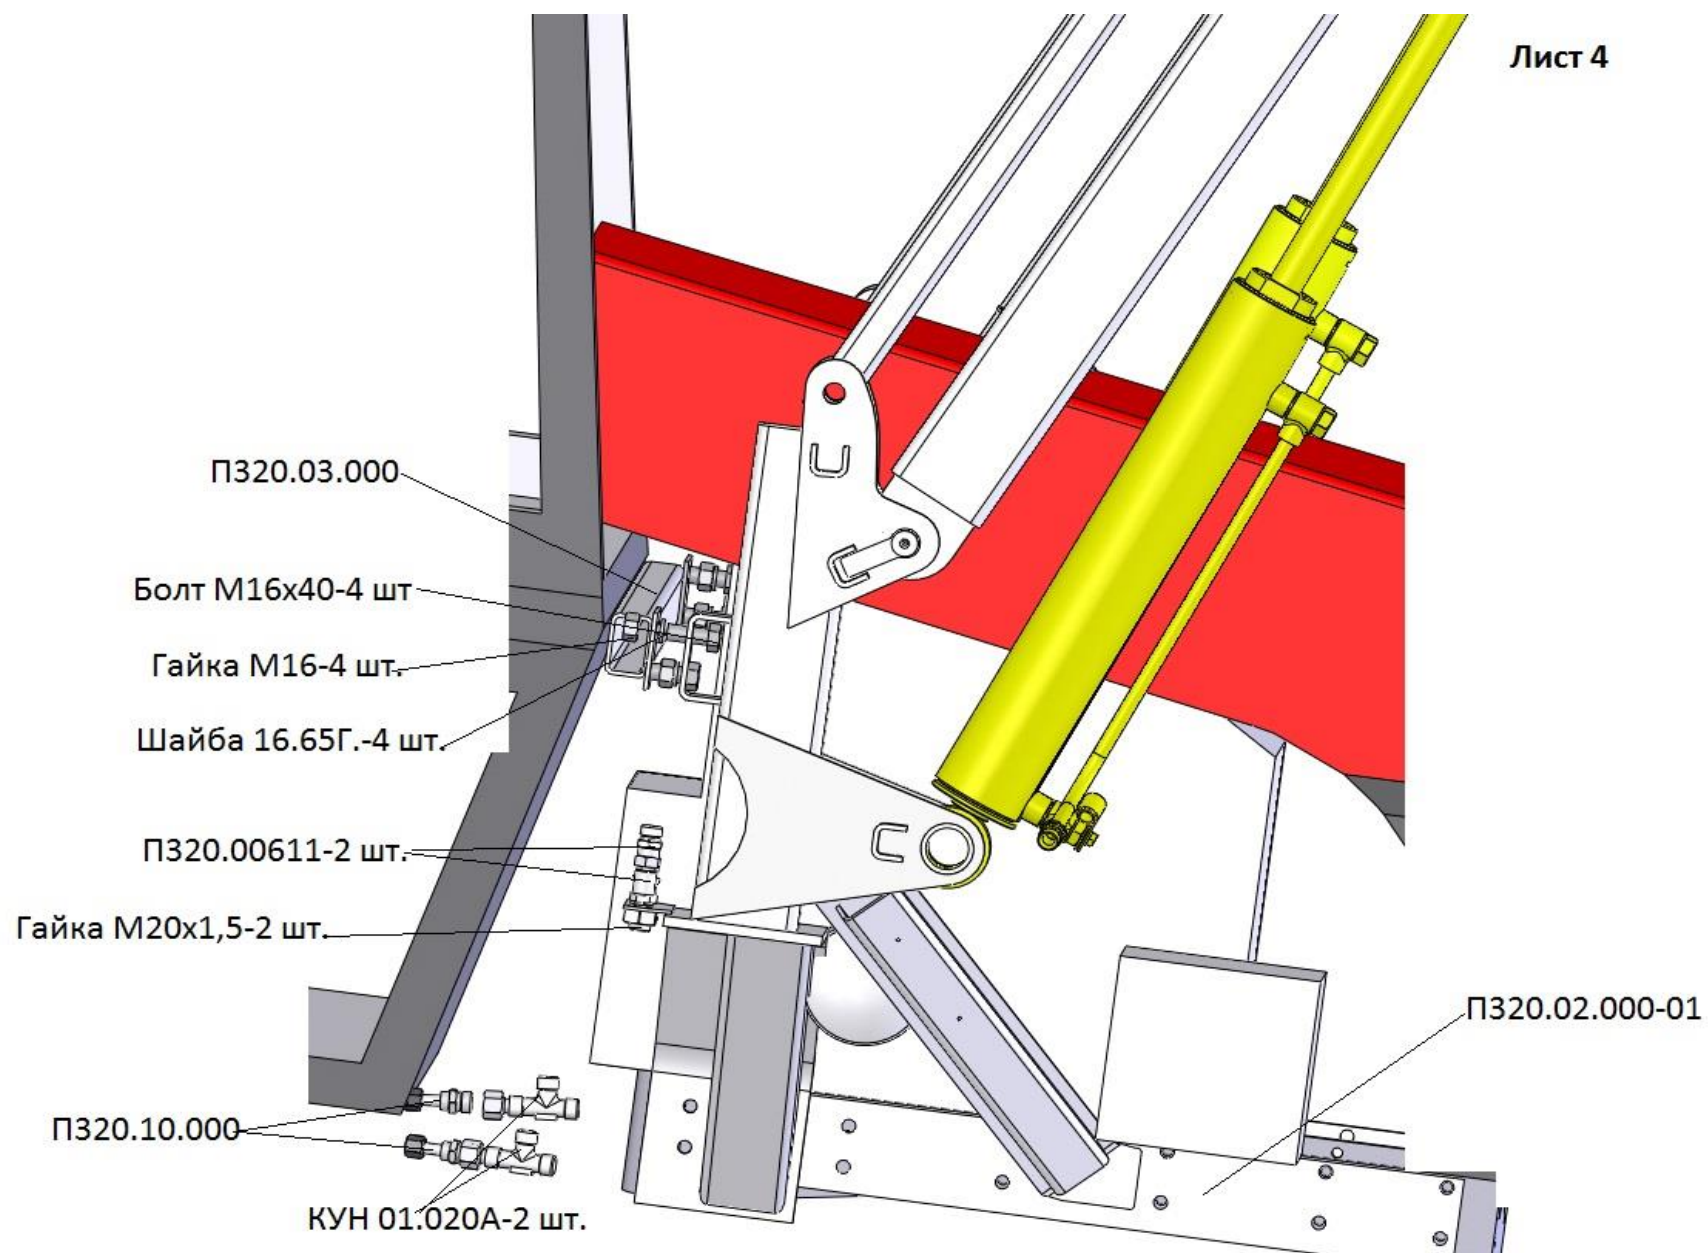 Лист 4
П320.03.000
Болт М16х40-4 шт
Гайка М16-4 шт.
Шайба 16.65Г.-4 шт.
П320.00611-2 шт.
Гайка М20х1,5-2 шт.
П320.02.000-01
П320.10.000
КУН 01.020А-2 шт.